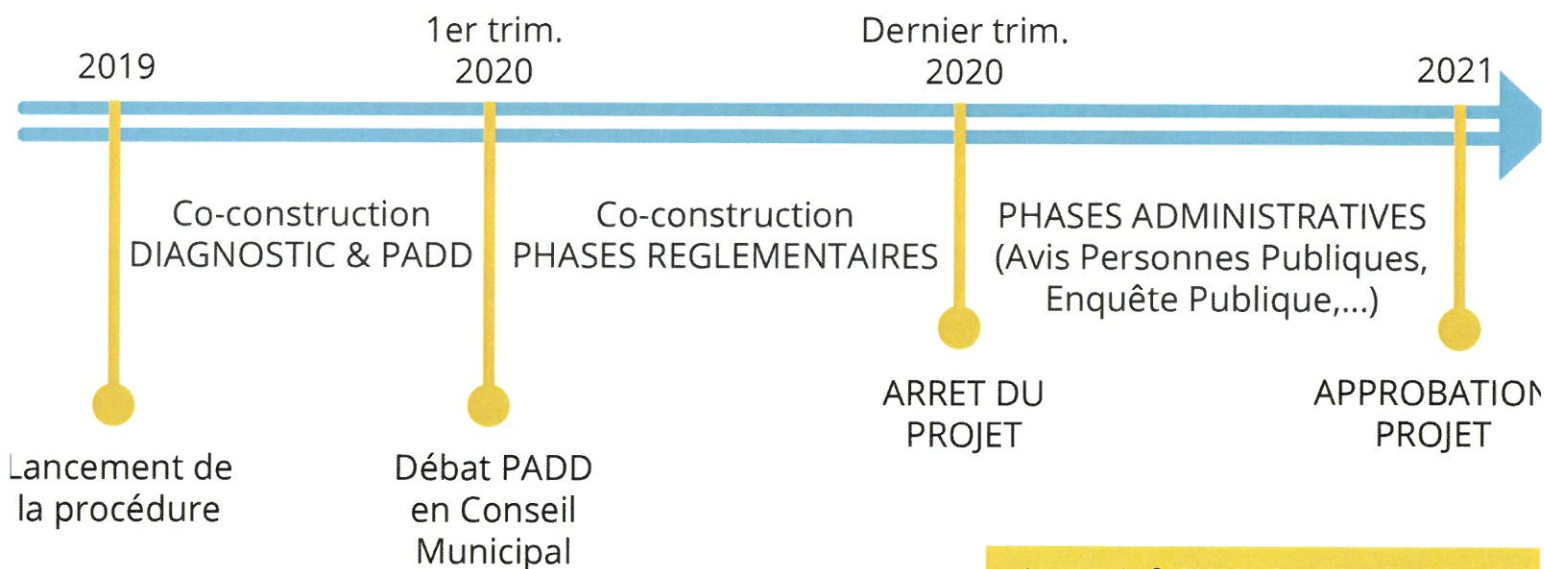 2019
1er trim.
2020
Dernier trim.
2020
2021
Co-construction
DIAGNOSTIC & PADD
Co-construction
PHASES REGLEMENTAIRES
PHASES ADMINISTRATIVES
(Avis Personnes Publiques,
Enquête Publique,...)
Lancement de
la procédure
Débat PADD
en Conseil
Municipal
ARRET DU
PROJET
APPROBATION
PROJET